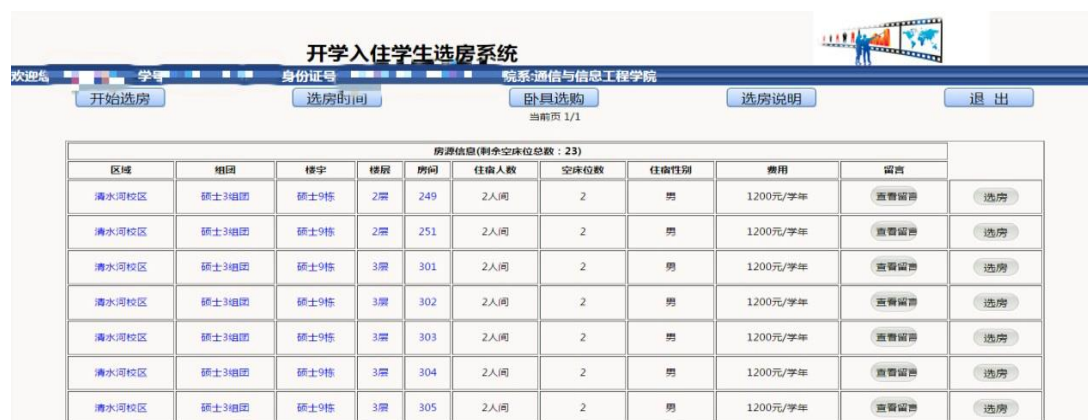 开学入住学生选房系统
欢迎您 学号 身份证号 院系:通信与信息工程学院
开始选房 选房时间 卧具选购 选房说明 退 出
当前页 1/1
房源信息(剩余空床位总数：23)
区域 组团 楼宇 楼层 房间 住宿人数 空床位数 住宿性别 费用 留言
清水河校区 硕士3组团 硕士9栋 2层 249 2人间 2 男 1200元/学年 查看留言 选房
清水河校区 硕士3组团 硕士9栋 2层 251 2人间 2 男 1200元/学年 查看留言 选房
清水河校区 硕士3组团 硕士9栋 3层 301 2人间 2 男 1200元/学年 查看留言 选房
清水河校区 硕士3组团 硕士9栋 3层 302 2人间 2 男 1200元/学年 查看留言 选房
清水河校区 硕士3组团 硕士9栋 3层 303 2人间 2 男 1200元/学年 查看留言 选房
清水河校区 硕士3组团 硕士9栋 3层 304 2人间 2 男 1200元/学年 查看留言 选房
清水河校区 硕士3组团 硕士9栋 3层 305 2人间 2 男 1200元/学年 查看留言 选房